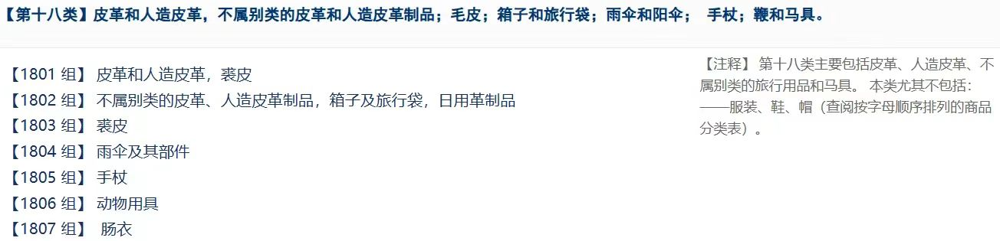 【第十八类】皮革和人造皮革，不属别类的皮革和人造皮革制品；毛皮；箱子和旅行袋；雨伞和阳伞； 手杖；鞭和马具。
【1801 组】 皮革和人造皮革，裘皮
【1802 组】 不属别类的皮革、人造皮革制品，箱子及旅行袋，日用革制品
【1803 组】 裘皮
【1804 组】 雨伞及其部件
【1805 组】 手杖
【1806 组】 动物用具
【1807 组】 肠衣
【注释】 第十八类主要包括皮革、人造皮革、不
属别类的旅行用品和马具。 本类尤其不包括：
——服装、鞋、帽（查阅按字母顺序排列的商品
分类表）。